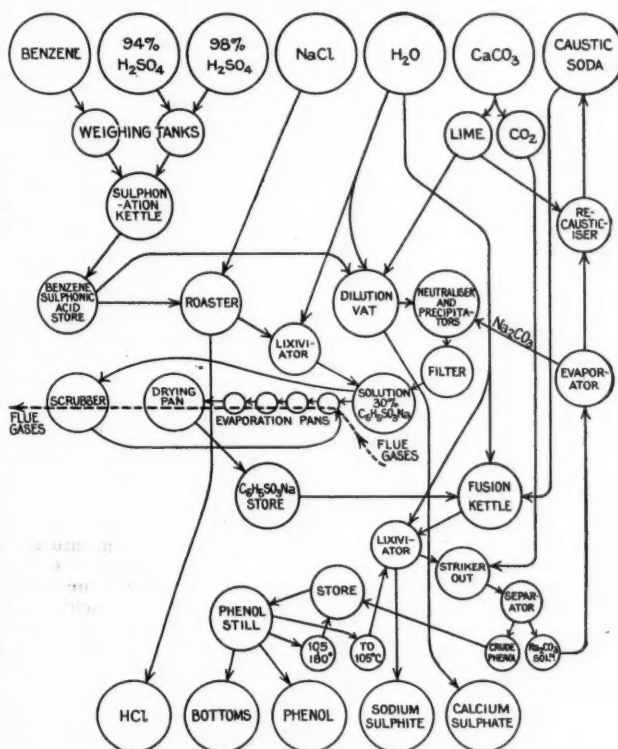 BENZENE
94%
H₂SO₄
98%
H₂SO₄
NaCl
H₂O
CaCO₃
CAUSTIC
SODA
WEIGHING TANKS
LIME
CO₂
SULPHON
-ATION
KETTLE
RE-
CAUSTIC-
ISER
BENZENE
SULPHONIC
ACID
STORE
ROASTER
DILUTION
VAT
NEUTRALISER
AND
PRECIPITA-
TORS
LIXIVI-
ATOR
Na₂CO₃
FILTER
EVAPOR-
ATOR
SCRUBBER
DRYING
PAN
EVAPORATION PANS
SOLUTION
30%
C₆H₅SO₃Na
FLUE
GASES
FLUE
GASES
C₆H₅SO₃Na
STORE
FUSION
KETTLE
LIXIVI-
ATOR
STRIKER
OUT
SEPAR-
ATOR
STORE
PHENOL
STILL
105
180°
TO
105°C
CRUDE
PHENOL
Na₂CO₃
SOLᴺ
HCl
BOTTOMS
PHENOL
SODIUM
SULPHITE
CALCIUM
SULPHATE